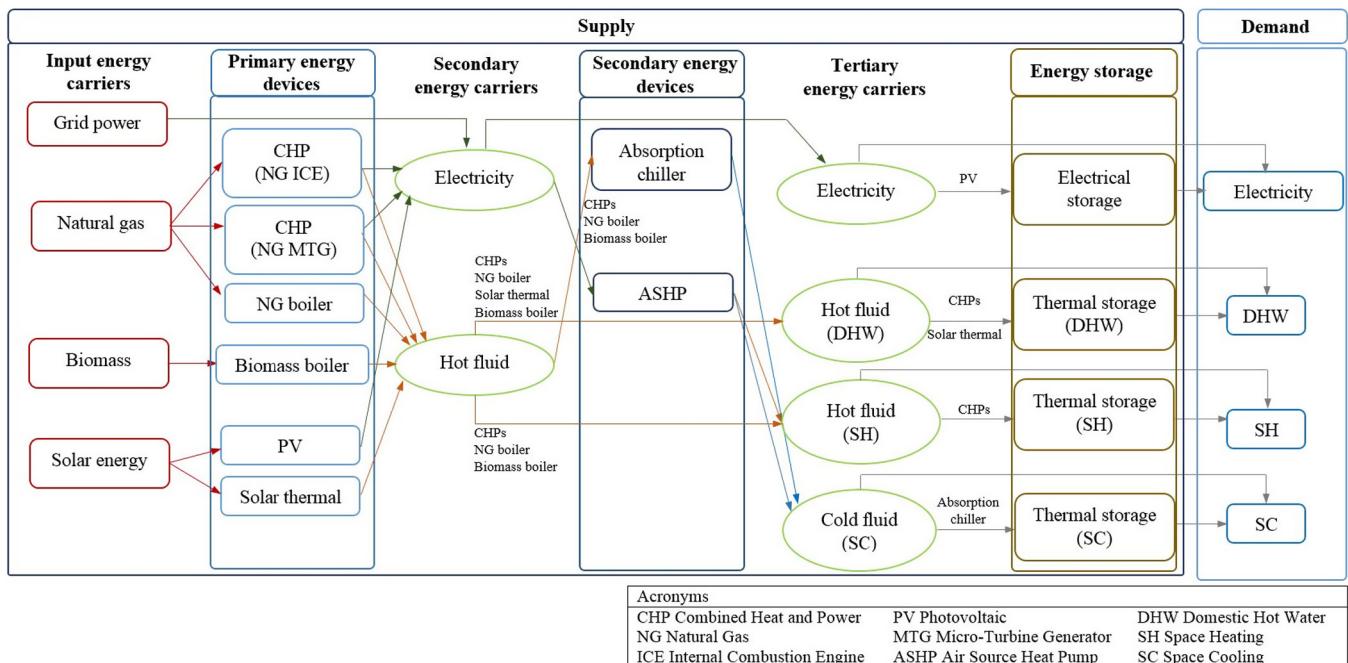 Supply
Demand
Input energy
carriers
Primary energy
devices
Secondary
energy carriers
Secondary energy
devices
Tertiary
energy carriers
Energy storage
Grid power
Natural gas
Biomass
Solar energy
CHP
(NG ICE)
CHP
(NG MTG)
NG boiler
Biomass boiler
PV
Solar thermal
Electricity
CHPs
NG boiler
Solar thermal
Biomass boiler
Hot fluid
CHPs
NG boiler
Biomass boiler
Absorption
chiller
CHPs
NG boiler
Biomass boiler
ASHP
Electricity
Hot fluid
(DHW)
Hot fluid
(SH)
Cold fluid
(SC)
PV
CHPs
Solar thermal
CHPs
Absorption
chiller
Electrical
storage
Thermal storage
(DHW)
Thermal storage
(SH)
Thermal storage
(SC)
Electricity
DHW
SH
SC
Acronyms
CHP Combined Heat and Power PV Photovoltaic DHW Domestic Hot Water
NG Natural Gas MTG Micro-Turbine Generator SH Space Heating
ICE Internal Combustion Engine ASHP Air Source Heat Pump SC Space Cooling